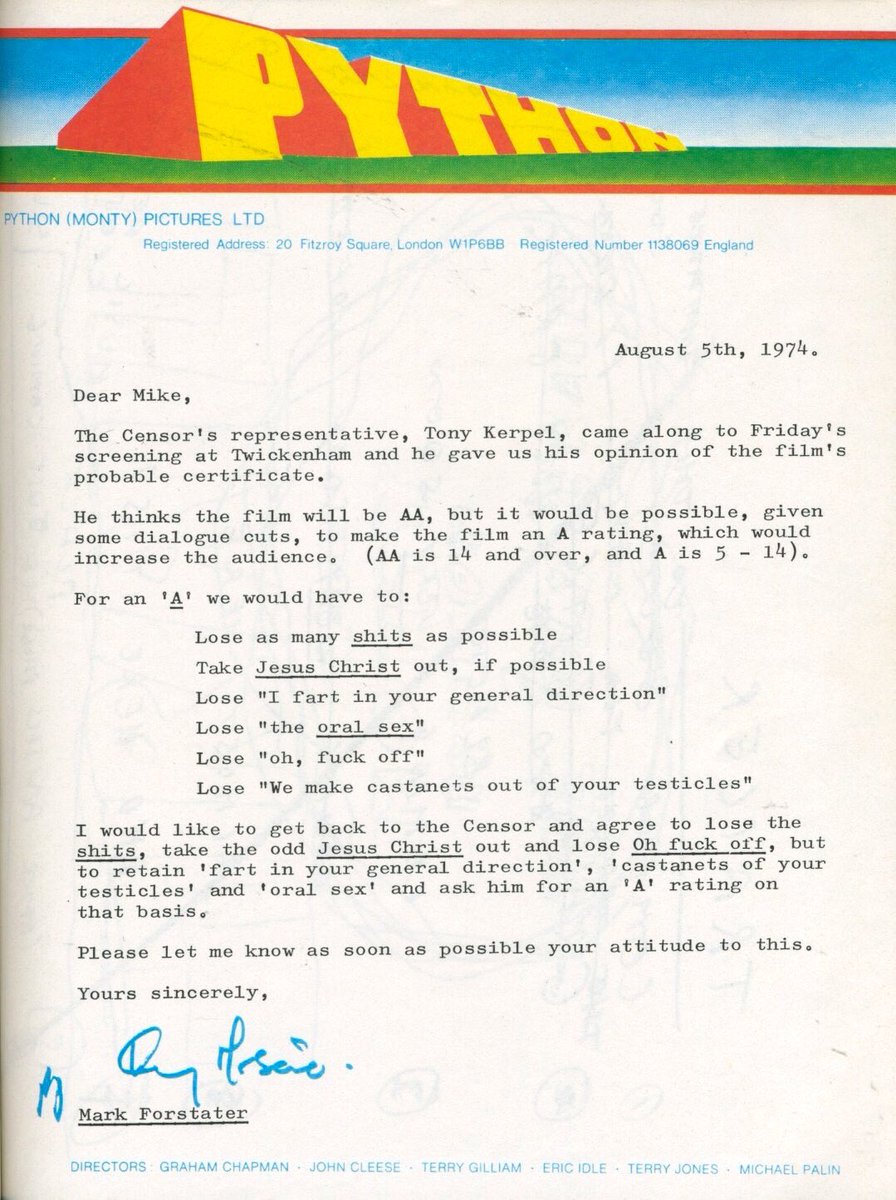 PYTHON
PYTHON (MONTY) PICTURES LTD
Registered Address: 20 Fitzroy Square, London W1P6BB Registered Number 1138069 England
August 5th, 1974.
Dear Mike,
The Censor's representative, Tony Kerpel, came along to Friday's
screening at Twickenham and he gave us his opinion of the film's
probable certificate.
He thinks the film will be AA, but it would be possible, given
some dialogue cuts, to make the film an A rating, which would
increase the audience. (AA is 14 and over, and A is 5 - 14).
For an 'A' we would have to:
Lose as many shits as possible
Take Jesus Christ out, if possible
Lose "I fart in your general direction"
Lose "the oral sex"
Lose "oh, fuck off"
Lose "We make castanets out of your testicles"
I would like to get back to the Censor and agree to lose the
shits, take the odd Jesus Christ out and lose Oh fuck off, but
to retain 'fart in your general direction', 'castanets of your
testicles' and 'oral sex' and ask him for an 'A' rating on
that basis.
Please let me know as soon as possible your attitude to this.
Yours sincerely,
Mark Forstater
DIRECTORS · GRAHAM CHAPMAN · JOHN CLEESE · TERRY GILLIAM · ERIC IDLE · TERRY JONES · MICHAEL PALIN